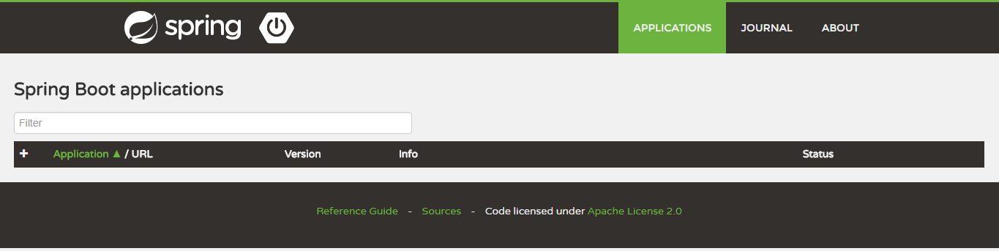 spring APPLICATIONS JOURNAL ABOUT
Spring Boot applications
Filter
Application ▲ / URL Version Info Status
Reference Guide - Sources - Code licensed under Apache License 2.0